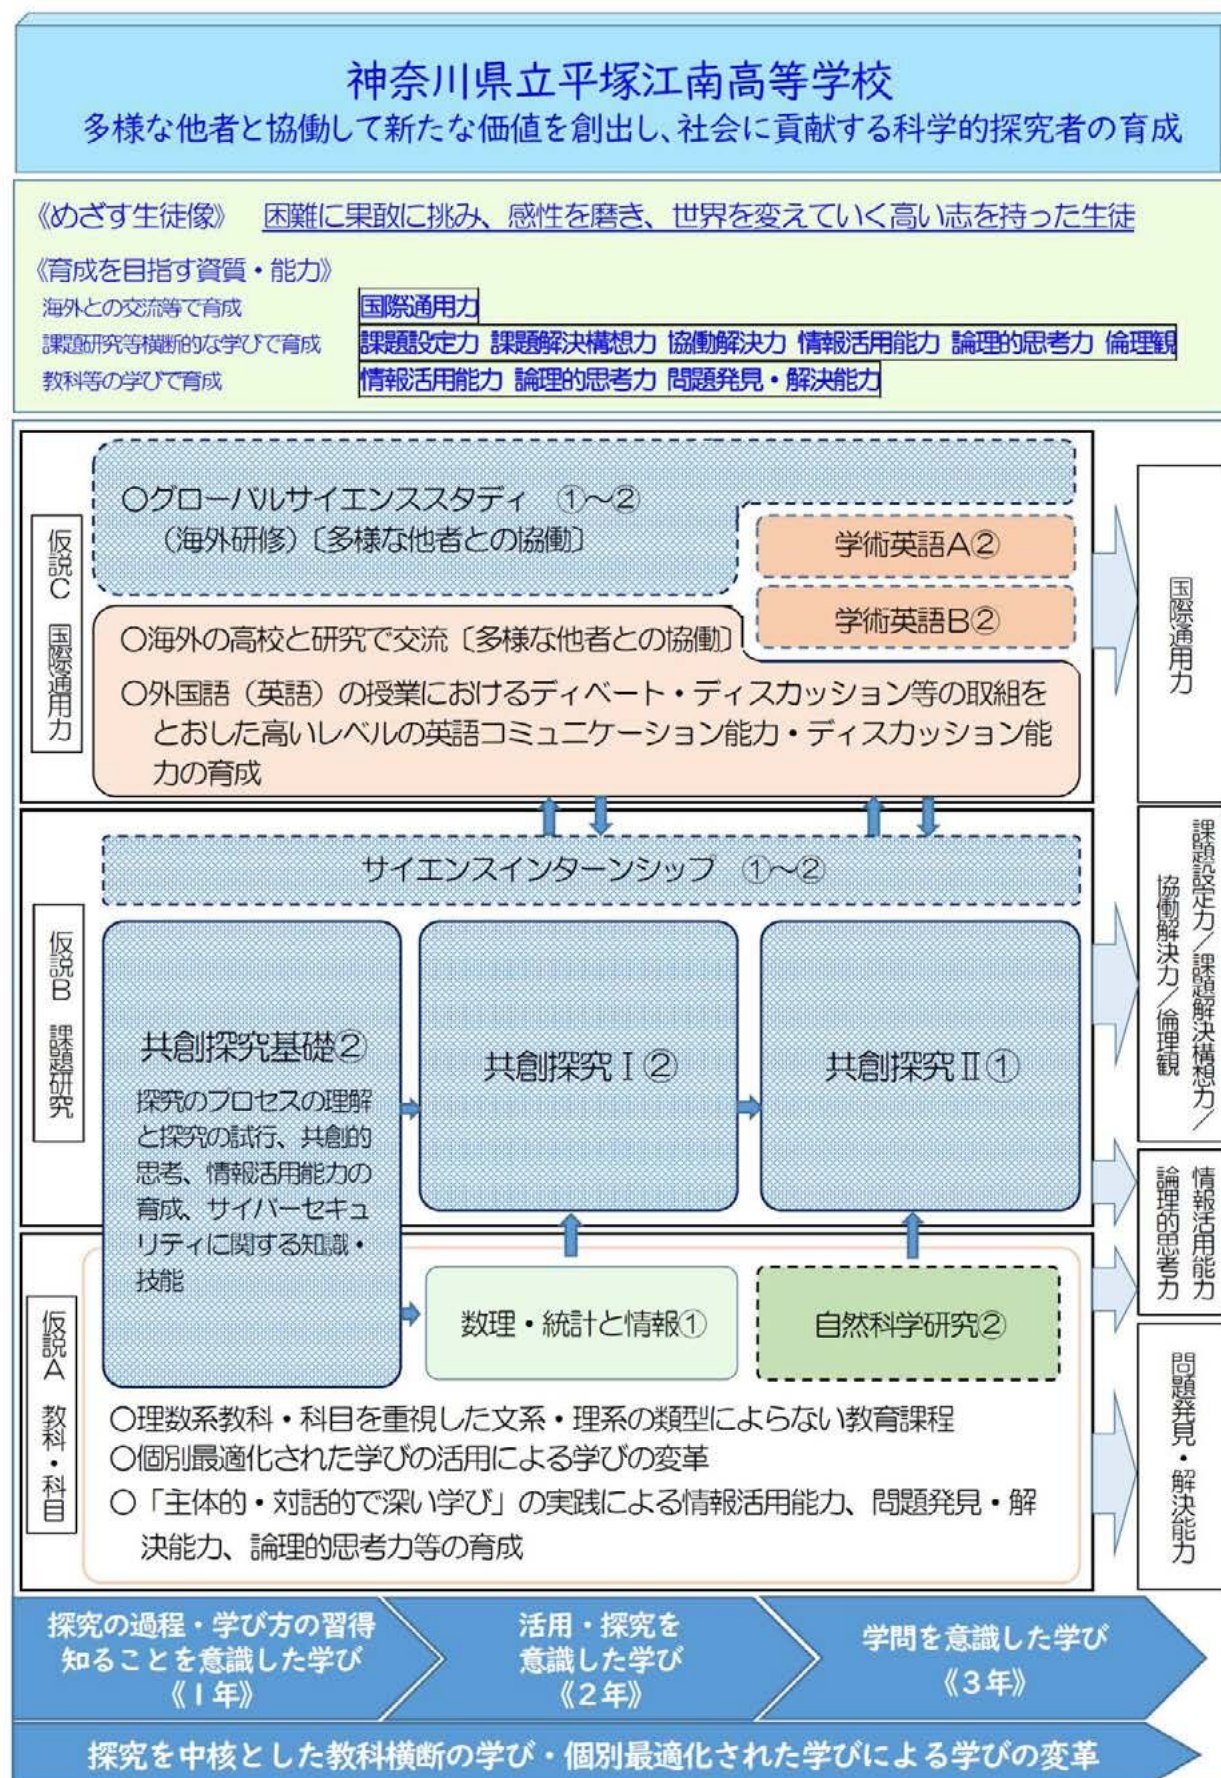 神奈川県立平塚江南高等学校
多様な他者と協働して新たな価値を創出し、社会に貢献する科学的探究者の育成
《めざす生徒像》 困難に果敢に挑み、感性を磨き、世界を変えていく高い志を持った生徒
《育成を目指す資質・能力》
海外との交流等で育成 国際通用力
課題研究等横断的な学びで育成 課題設定力 課題解決構想力 協働解決力 情報活用能力 論理的思考力 倫理観
教科等の学びで育成 情報活用能力 論理的思考力 問題発見・解決能力
仮説C 国際通用力
○グローバルサイエンススタディ ①～②
（海外研修）〔多様な他者との協働〕
学術英語A②
学術英語B②
○海外の高校と研究で交流〔多様な他者との協働〕
○外国語（英語）の授業におけるディベート・ディスカッション等の取組を
とおした高いレベルの英語コミュニケーション能力・ディスカッション能
力の育成
国際通用力
仮説B 課題研究
サイエンスインターンシップ ①～②
共創探究基礎②
探究のプロセスの理解
と探究の試行、共創的
思考、情報活用能力の
育成、サイバーセキュ
リティに関する知識・
技能
共創探究Ⅰ②
共創探究Ⅱ①
課題設定力／課題解決構想力／
協働解決力／倫理観
情報活用能力
論理的思考力
仮説A 教科・科目
数理・統計と情報①
自然科学研究②
○理数系教科・科目を重視した文系・理系の類型によらない教育課程
○個別最適化された学びの活用による学びの変革
○「主体的・対話的で深い学び」の実践による情報活用能力、問題発見・解
決能力、論理的思考力等の育成
問題発見・解決能力
探究の過程・学び方の習得
知ることを意識した学び
《1年》
活用・探究を
意識した学び
《2年》
学問を意識した学び
《3年》
探究を中核とした教科横断の学び・個別最適化された学びによる学びの変革